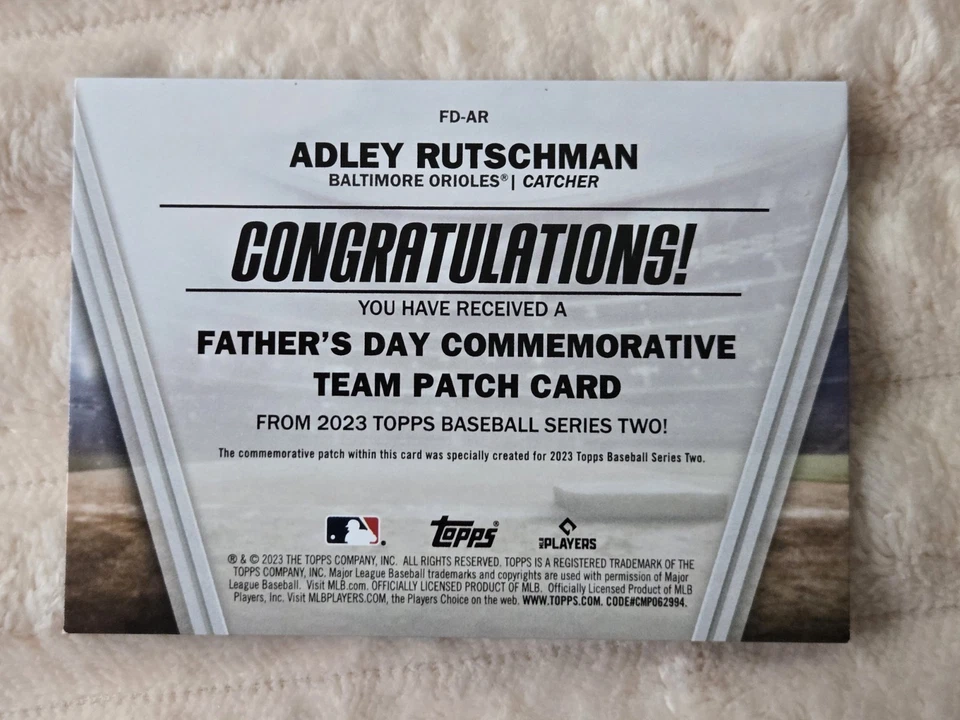 FD-AR
ADLEY RUTSCHMAN
BALTIMORE ORIOLES® | CATCHER
CONGRATULATIONS!
YOU HAVE RECEIVED A
FATHER'S DAY COMMEMORATIVE
TEAM PATCH CARD
FROM 2023 TOPPS BASEBALL SERIES TWO!
The commemorative patch within this card was specially created for 2023 Topps Baseball Series Two.
Topps® PLAYERS
® & © 2023 THE TOPPS COMPANY, INC. ALL RIGHTS RESERVED. TOPPS IS A REGISTERED TRADEMARK OF THE
TOPPS COMPANY, INC. Major League Baseball trademarks and copyrights are used with permission of Major
League Baseball. Visit MLB.com. OFFICIALLY LICENSED PRODUCT OF MLB. Officially Licensed Product of MLB
Players, Inc. Visit MLBPLAYERS.COM, the Players Choice on the web. WWW.TOPPS.COM. CODE#CMP062994.